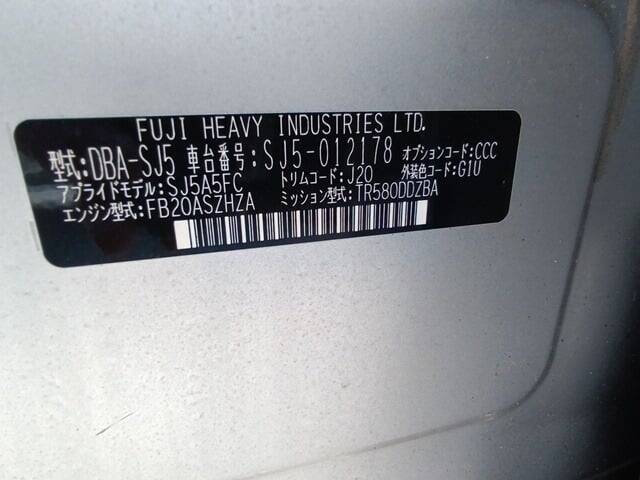 FUJI HEAVY INDUSTRIES LTD.
型式:DBA-SJ5 車台番号:SJ5-012178 オプションコード:CCC
アプライドモデル:SJ5A5FC トリムコード:J20 外装色コード:G1U
エンジン型式:FB20ASZHZA ミッション型式:TR580DDZBA